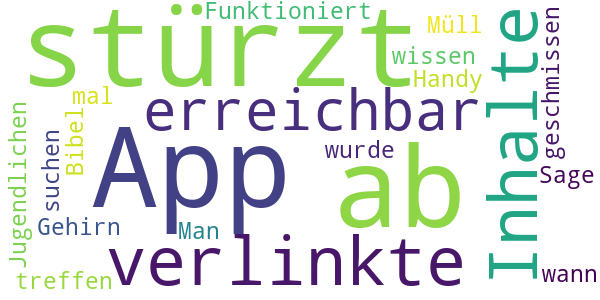 Funktioniert
stürzt
Müll
wissen
Handy
geschmissen
Inhalte
mal
erreichbar
Bibel
Jugendlichen
suchen
App
wurde
ab
Sage
Gehirn
Man
verlinkte
treffen
wann